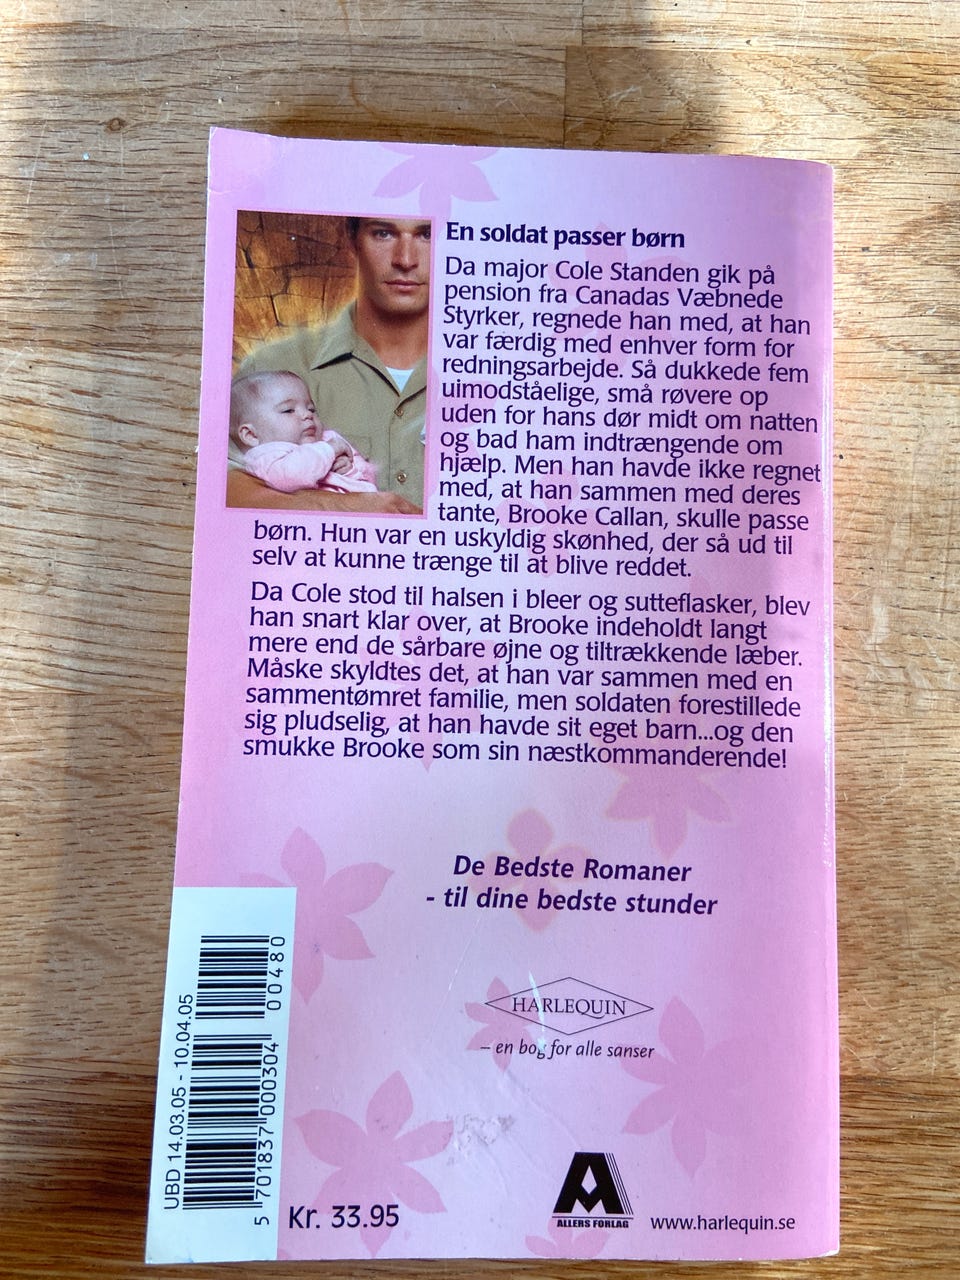 En soldat passer børn
Da major Cole Standen gik på
pension fra Canadas Væbnede
Styrker, regnede han med, at han
var færdig med enhver form for
redningsarbejde. Så dukkede fem
uimodståelige, små røvere op
uden for hans dør midt om natten
og bad ham indtrængende om
hjælp. Men han havde ikke regnet
med, at han sammen med deres
tante, Brooke Callan, skulle passe
børn. Hun var en uskyldig skønhed, der så ud til
selv at kunne trænge til at blive reddet.
Da Cole stod til halsen i bleer og sutteflasker, blev
han snart klar over, at Brooke indeholdt langt
mere end de sårbare øjne og tiltrækkende læber.
Måske skyldtes det, at han var sammen med en
sammentømret familie, men soldaten forestillede
sig pludselig, at han havde sit eget barn...og den
smukke Brooke som sin næstkommanderende!
De Bedste Romaner
- til dine bedste stunder
HARLEQUIN
– en bog for alle sanser
UBD 14.03.05 - 10.04.05
5 701837 000304
00480
Kr. 33.95
ALLERS FORLAG
www.harlequin.se